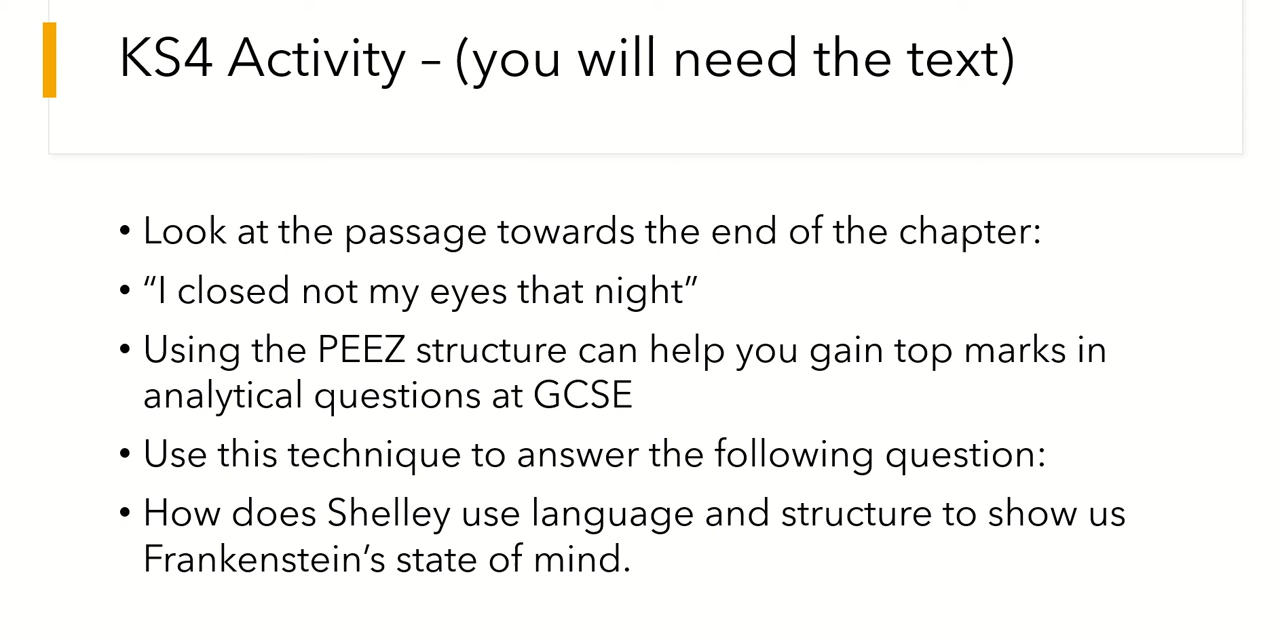 KS4 Activity – (you will need the text)
• Look at the passage towards the end of the chapter:
• “I closed not my eyes that night”
• Using the PEEZ structure can help you gain top marks in
analytical questions at GCSE
• Use this technique to answer the following question:
• How does Shelley use language and structure to show us
Frankenstein’s state of mind.